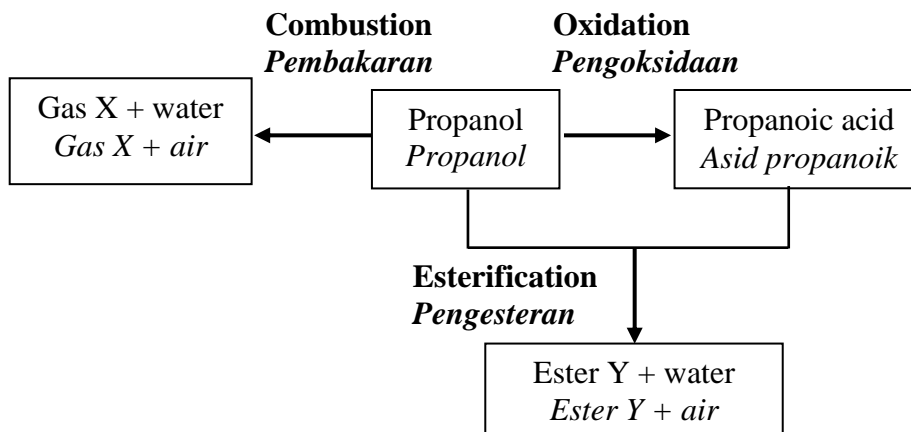 Combustion
Pembakaran
Oxidation
Pengoksidaan
Gas X + water
Gas X + air
Propanol
Propanol
Propanoic acid
Asid propanoik
Esterification
Pengesteran
Ester Y + water
Ester Y + air